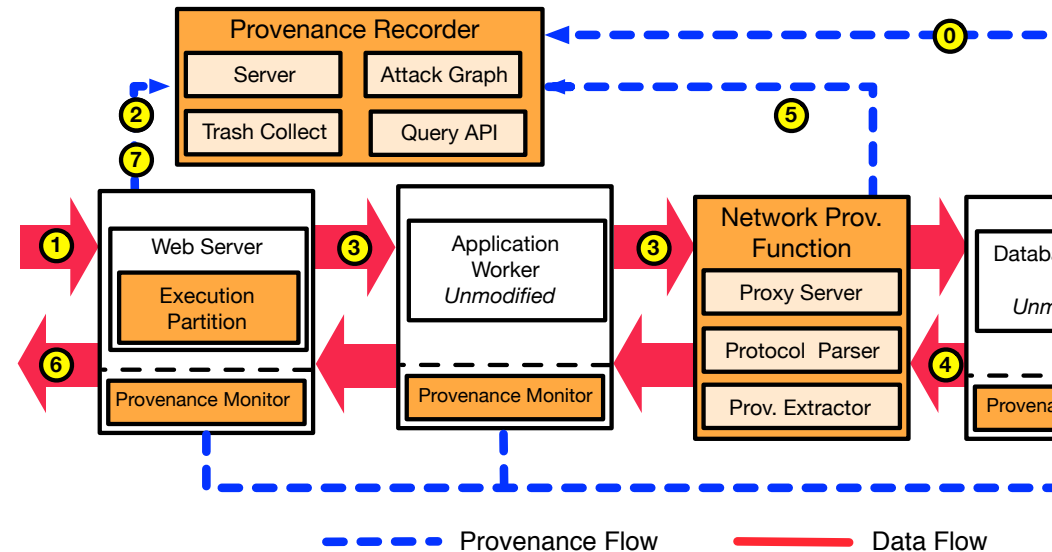 Provenance Recorder
0
Server
Attack Graph
2
5
Trash Collect
Query API
7
Network Prov.
Function
1
Web Server
3
Application
Worker
Unmodified
3
Execution
Partition
Proxy Server
6
Protocol Parser
4
Provenance Monitor
Provenance Monitor
Prov. Extractor
Provenance Flow
Data Flow